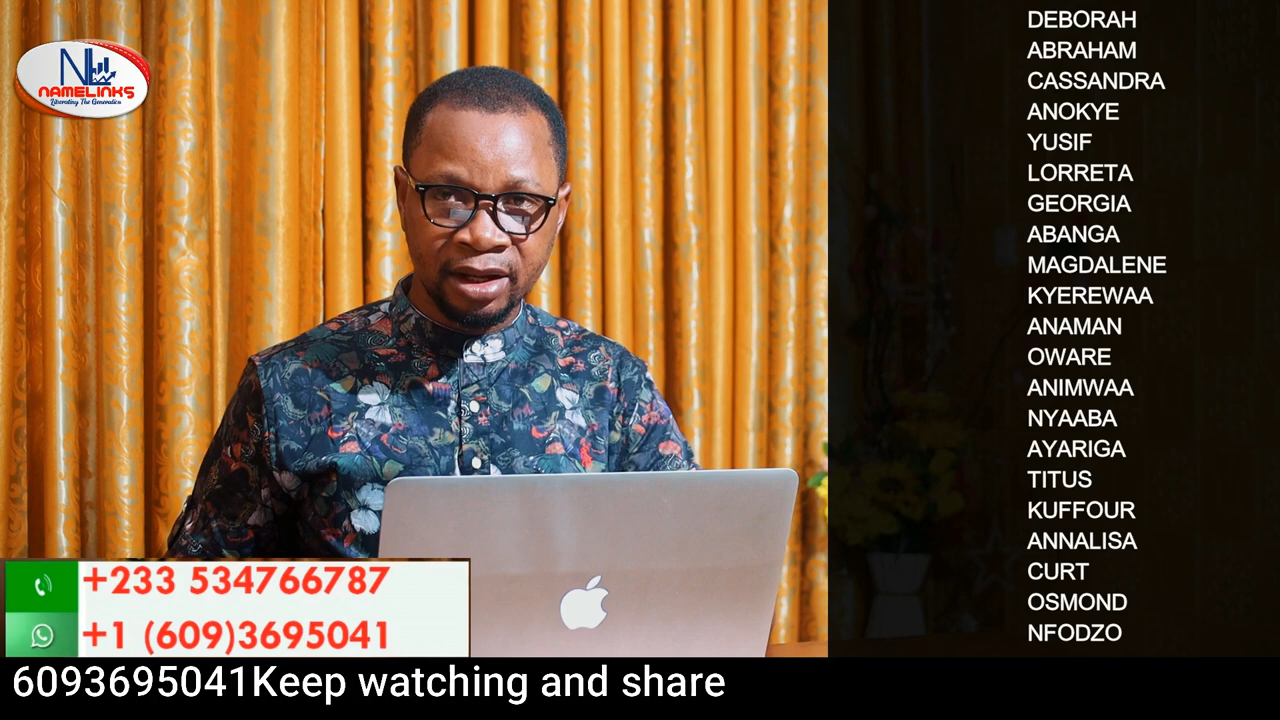 NL
NAMELINKS
Liberating The Generation
DEBORAH
ABRAHAM
CASSANDRA
ANOKYE
YUSIF
LORRETA
GEORGIA
ABANGA
MAGDALENE
KYEREWAA
ANAMAN
OWARE
ANIMWAA
NYAABA
AYARIGA
TITUS
KUFFOUR
ANNALISA
CURT
OSMOND
NFODZO
+233 534766787
+1 (609)3695041
6093695041Keep watching and share